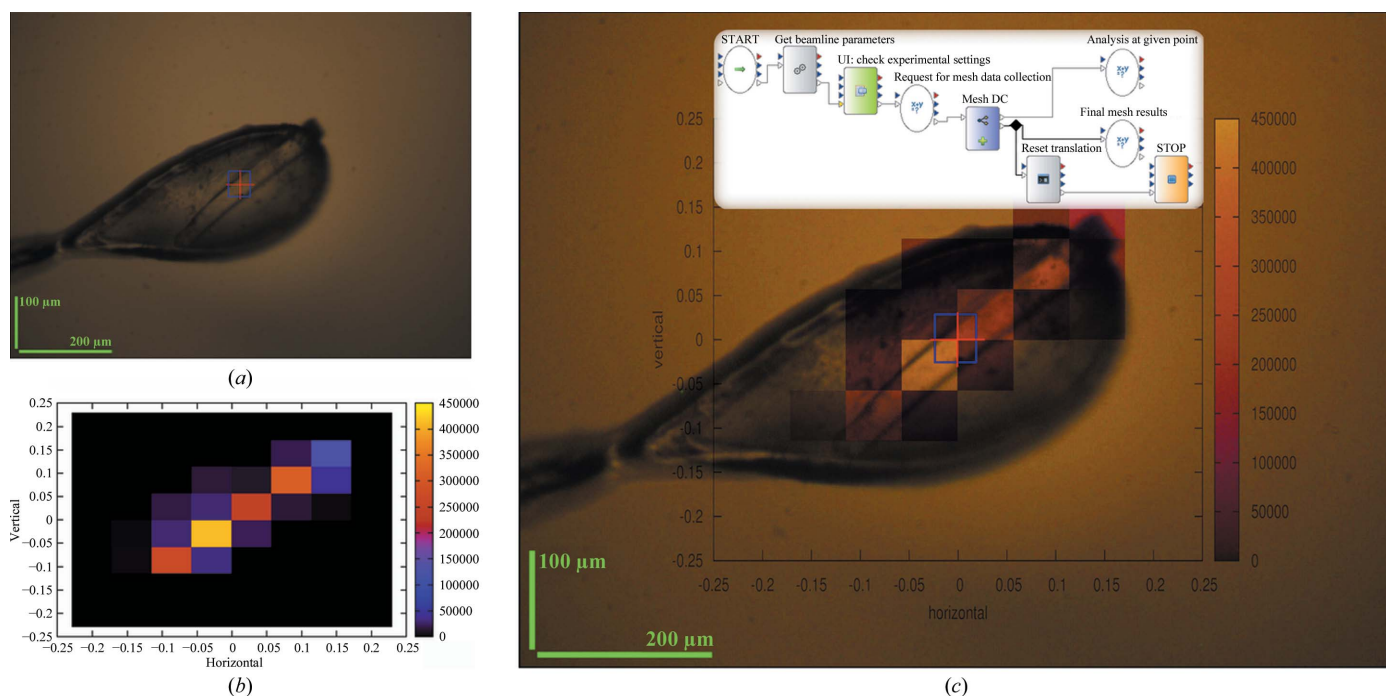 100 µm
200 µm
(a)
0.25
0.2
0.15
0.1
0.05
0
−0.05
−0.1
−0.15
−0.2
−0.25
Vertical
−0.25 −0.2 −0.15 −0.1 −0.05 0 0.05 0.1 0.15 0.2 0.25
Horizontal
450000
400000
350000
300000
250000
200000
150000
100000
50000
0
(b)
START Get beamline parameters Analysis at given point
UI: check experimental settings
Request for mesh data collection
Mesh DC Final mesh results
Reset translation STOP
x+y
?
x+y
?
x+y
?
0.25
0.2
0.15
0.1
0.05
0
-0.05
-0.1
-0.15
-0.2
-0.25
vertical
-0.25 -0.2 -0.15 -0.1 -0.05 0 0.05 0.1 0.15 0.2 0.25
horizontal
450000
400000
350000
300000
250000
200000
150000
100000
50000
0
100 µm
200 µm
(c)